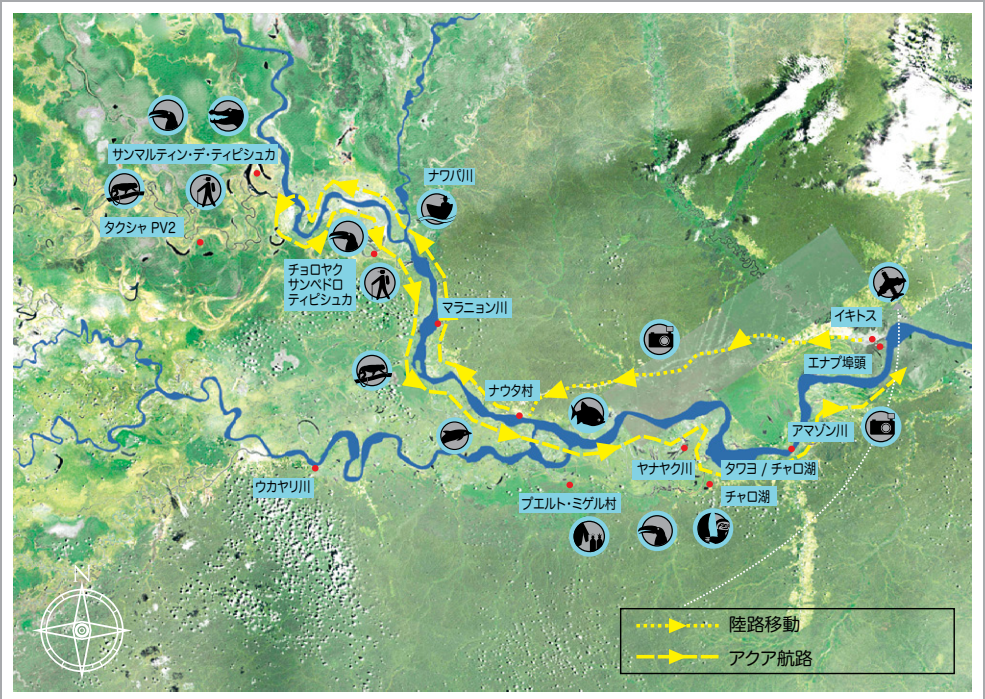 サンマルティン・デ・ティピシュカ
ナワパ川
タクシャ PV2
チョロヤク
サンペドロ
ティピシュカ
マラニョン川
イキトス
エナプ埠頭
ナウタ村
アマゾン川
ヤナヤク川
タワヨ / チャロ湖
ウカヤリ川
チャロ湖
プエルト・ミゲル村
N
陸路移動
アクア航路